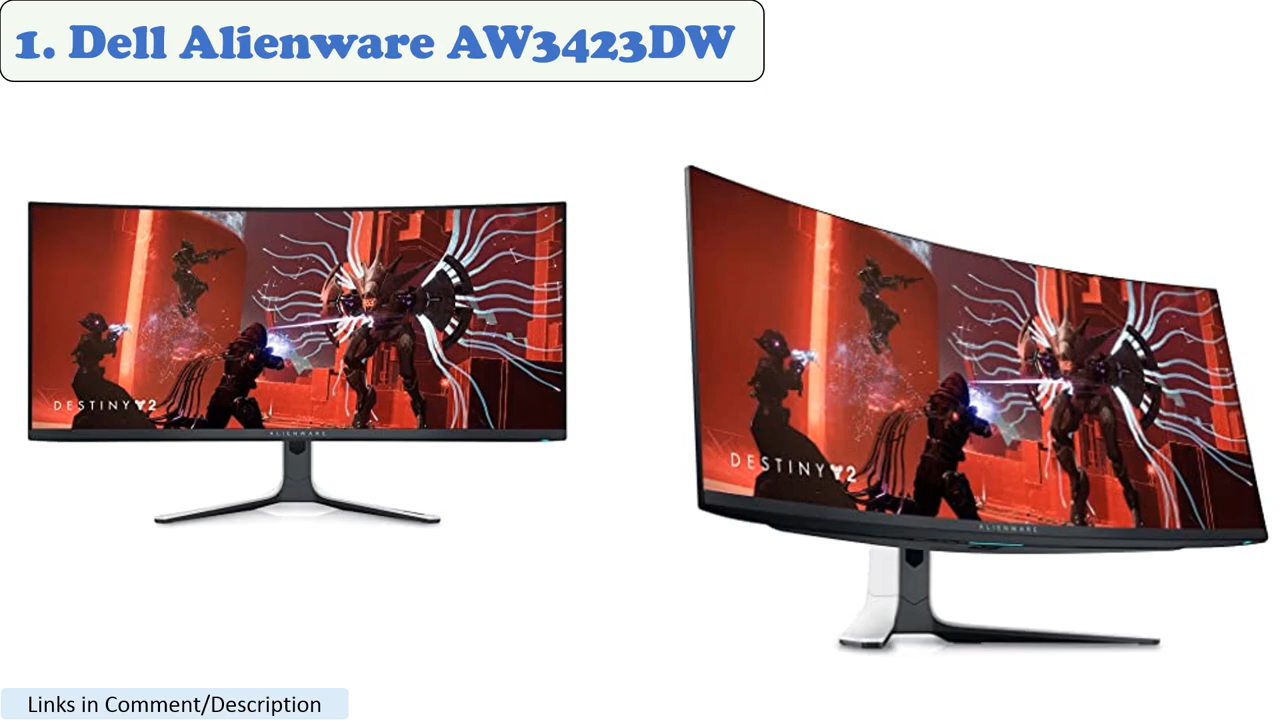 1. Dell Alienware AW3423DW
DESTINY 2
ALIENWARE
DESTINY 2
ALIENWARE
Links in Comment/Description